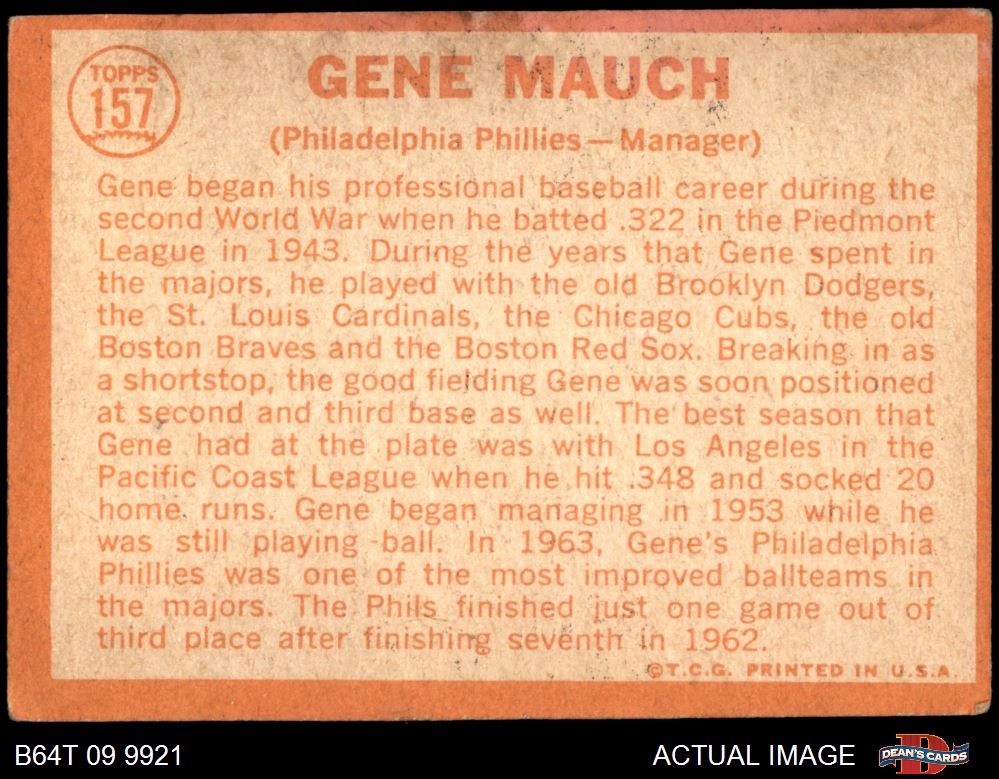 TOPPS
157
GENE MAUCH
(Philadelphia Phillies — Manager)
Gene began his professional baseball career during the
second World War when he batted .322 in the Piedmont
League in 1943. During the years that Gene spent in
the majors, he played with the old Brooklyn Dodgers,
the St. Louis Cardinals, the Chicago Cubs, the old
Boston Braves and the Boston Red Sox. Breaking in as
a shortstop, the good fielding Gene was soon positioned
at second and third base as well. The best season that
Gene had at the plate was with Los Angeles in the
Pacific Coast League when he hit .348 and socked 20
home runs. Gene began managing in 1953 while he
was still playing ball. In 1963, Gene's Philadelphia
Phillies was one of the most improved ballteams in
the majors. The Phils finished just one game out of
third place after finishing seventh in 1962.
©T.C.G. PRINTED IN U.S.A.
B64T 09 9921
ACTUAL IMAGE
DEAN'S CARDS